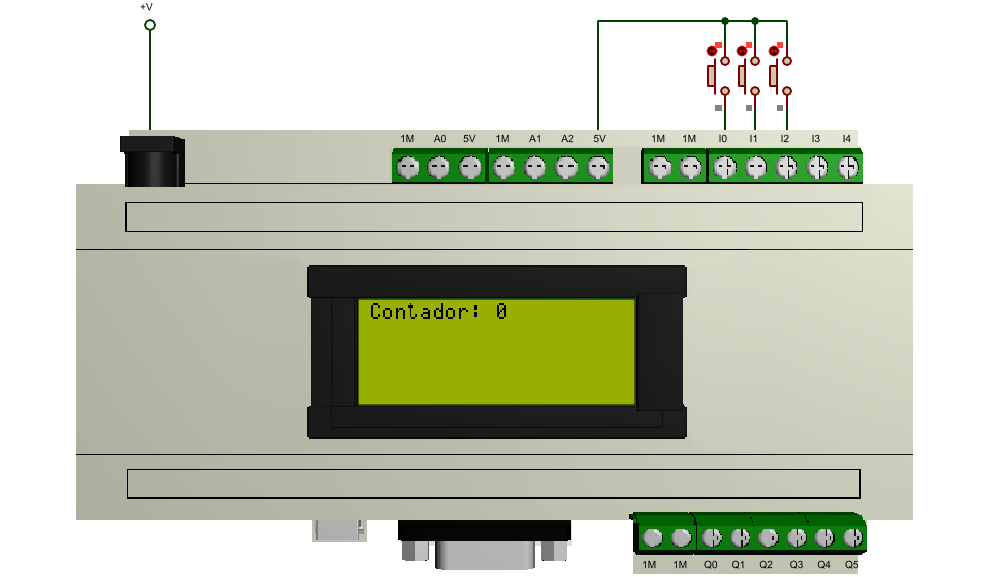 +V
1M A0 5V 1M A1 A2 5V 1M 1M I0 I1 I2 I3 I4
Contador: 0
1M 1M Q0 Q1 Q2 Q3 Q4 Q5